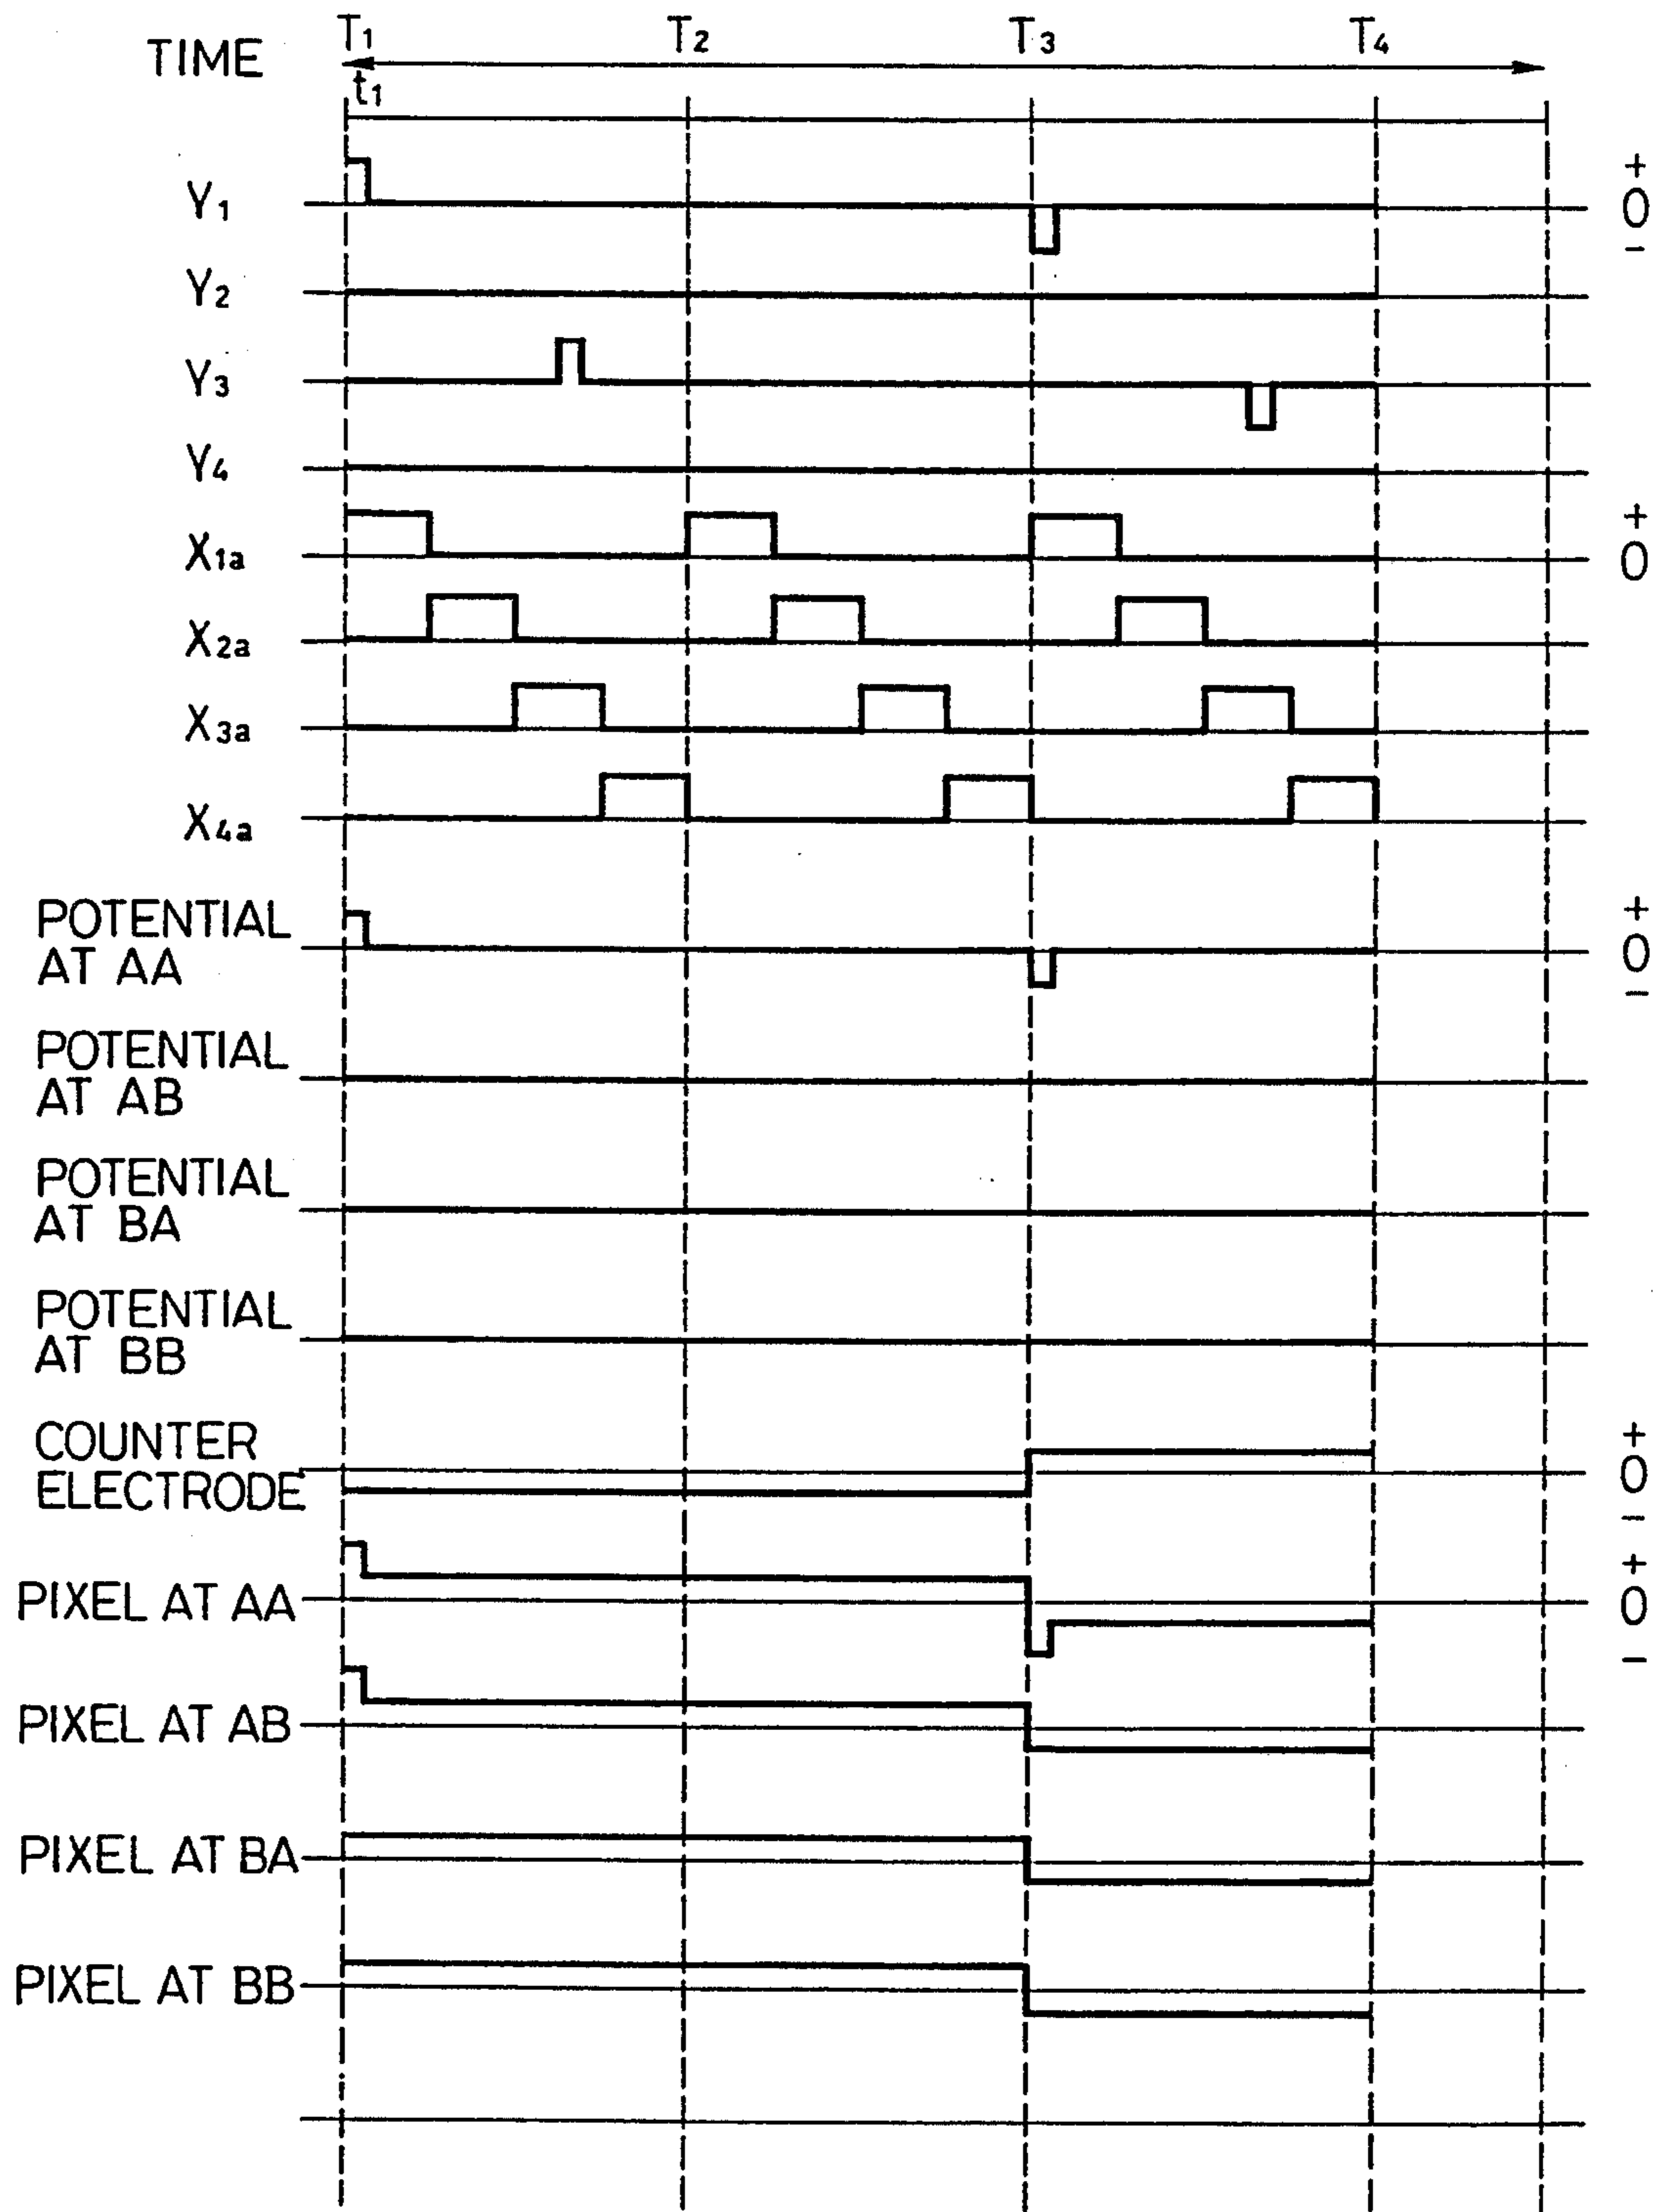 T1 T2 T3 T4
TIME
t1
+
Y1 0
-
Y2
Y3
Y4
+
X1a 0
X2a
X3a
X4a
POTENTIAL +
AT AA 0
-
POTENTIAL
AT AB
POTENTIAL
AT BA
POTENTIAL
AT BB
COUNTER +
ELECTRODE 0
-
+
PIXEL AT AA 0
-
PIXEL AT AB
PIXEL AT BA
PIXEL AT BB